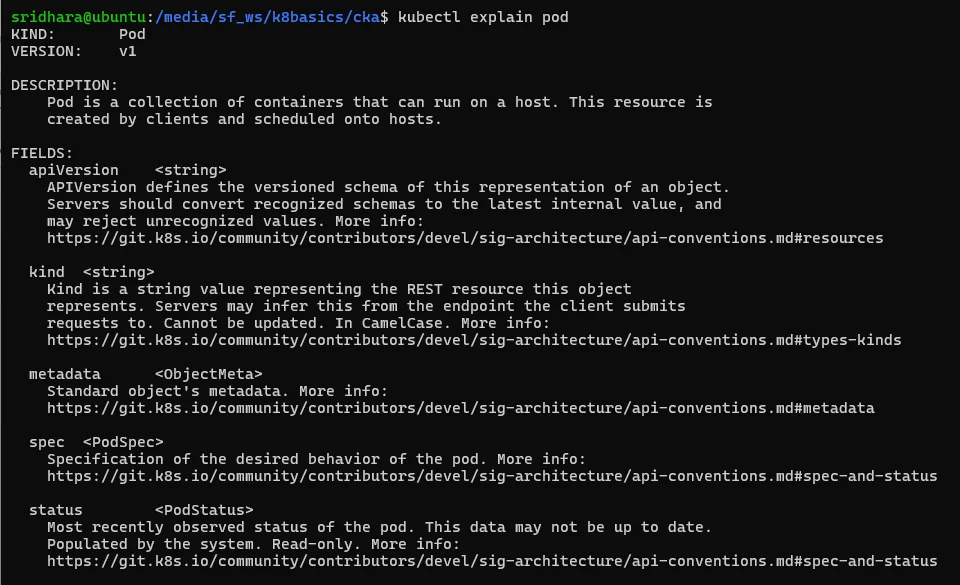 sridhara@ubuntu:/media/sf_ws/k8basics/cka$ kubectl explain pod
KIND:       Pod
VERSION:    v1

DESCRIPTION:
    Pod is a collection of containers that can run on a host. This resource is
    created by clients and scheduled onto hosts.

FIELDS:
  apiVersion    <string>
    APIVersion defines the versioned schema of this representation of an object.
    Servers should convert recognized schemas to the latest internal value, and
    may reject unrecognized values. More info:
    https://git.k8s.io/community/contributors/devel/sig-architecture/api-conventions.md#resources

  kind  <string>
    Kind is a string value representing the REST resource this object
    represents. Servers may infer this from the endpoint the client submits
    requests to. Cannot be updated. In CamelCase. More info:
    https://git.k8s.io/community/contributors/devel/sig-architecture/api-conventions.md#types-kinds

  metadata      <ObjectMeta>
    Standard object's metadata. More info:
    https://git.k8s.io/community/contributors/devel/sig-architecture/api-conventions.md#metadata

  spec  <PodSpec>
    Specification of the desired behavior of the pod. More info:
    https://git.k8s.io/community/contributors/devel/sig-architecture/api-conventions.md#spec-and-status

  status        <PodStatus>
    Most recently observed status of the pod. This data may not be up to date.
    Populated by the system. Read-only. More info:
    https://git.k8s.io/community/contributors/devel/sig-architecture/api-conventions.md#spec-and-status